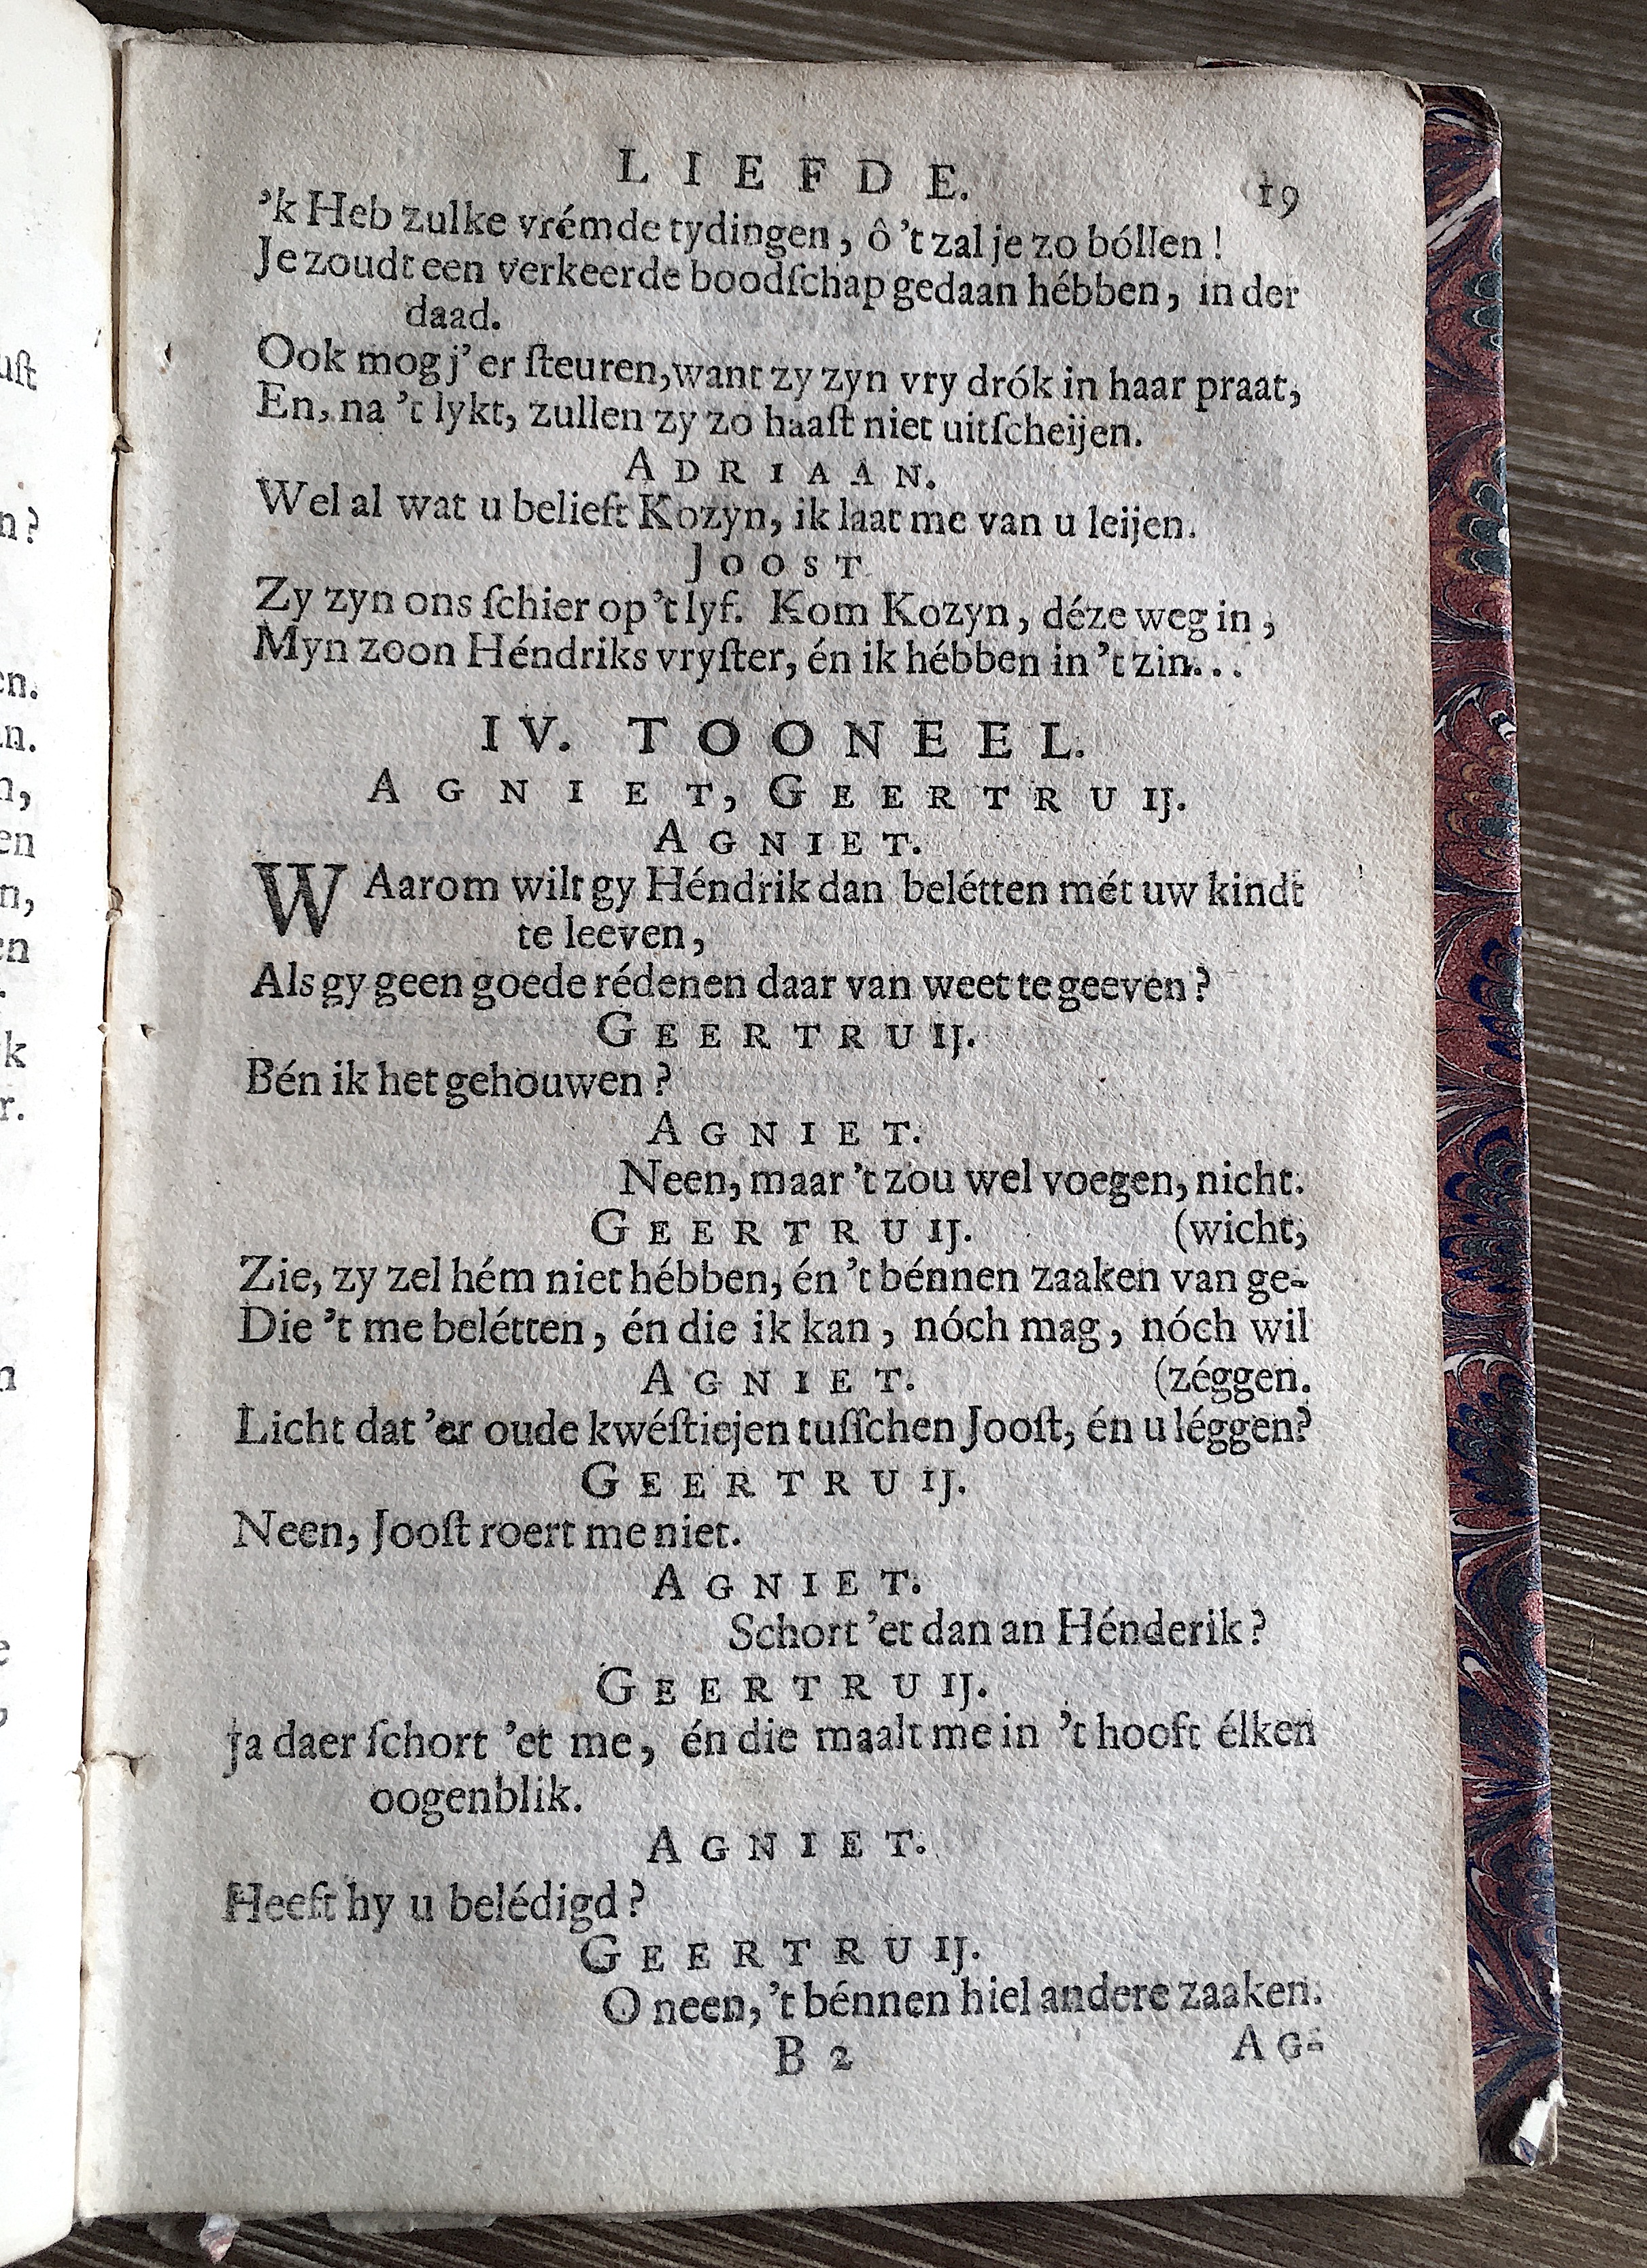 LIEFDE. 19
’k Heb zulke vrémde tydingen, ô ’t zal je zo bóllen!
Je zoudt een verkeerde boodſchap gedaan hébben, in der
daad.
Ook mog j’ er ſteuren, want zy zyn vry drók in haar praat,
En, na ’t lykt, zullen zy zo haaſt niet uitſcheijen.
ADRIAAN.
Wel al wat u belieft Kozyn, ik laat me van u leijen.
JOOST
Zy zyn ons ſchier op ’t lyf. Kom Kozyn, déze weg in,
Myn zoon Héndriks vryſter, én ik hébben in ’t zin...
IV. TOONEEL.
AGNIET, GEERTRUIJ.
AGNIET.
WAarom wilt gy Héndrik dan belétten mét uw kindt
te leeven,
Als gy geen goede rédenen daar van weet te geeven?
GEERTRUIJ.
Bén ik het gehouwen?
AGNIET.
Neen, maar ’t zou wel voegen, nicht.
GEERTRUIJ. (wicht,
Zie, zy zel hém niet hébben, én ’t bénnen zaaken van ge-
Die ’t me belétten, én die ik kan, nóch mag, nóch wil
AGNIET. (zéggen.
Licht dat ’er oude kwéſtiejen tuſſchen Jooſt, én u léggen?
GEERTRUIJ.
Neen, Jooſt roert me niet.
AGNIET.
Schort ’et dan an Hénderik?
GEERTRUIJ.
Ja daer ſchort ’et me, én die maalt me in ’t hooft élken
oogenblik.
AGNIET.
Heeft hy u belédigd?
GEERTRUIJ.
O neen, ’t bénnen hiel andere zaaken.
B 2 AG-